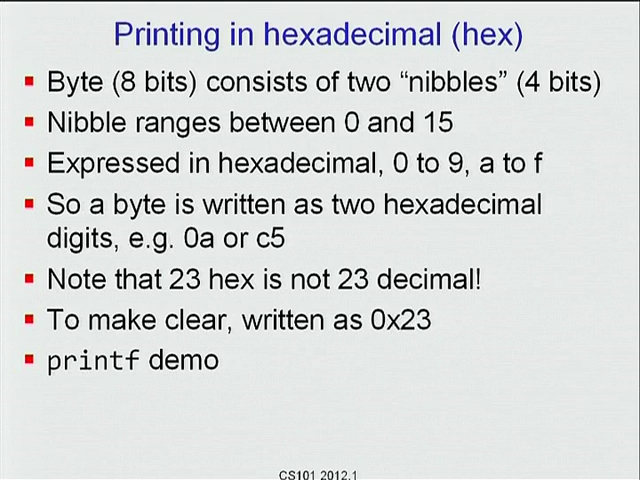 Printing in hexadecimal (hex)
Byte (8 bits) consists of two “nibbles” (4 bits)
Nibble ranges between 0 and 15
Expressed in hexadecimal, 0 to 9, a to f
So a byte is written as two hexadecimal
digits, e.g. 0a or c5
Note that 23 hex is not 23 decimal!
To make clear, written as 0x23
printf demo
CS101 2012.1